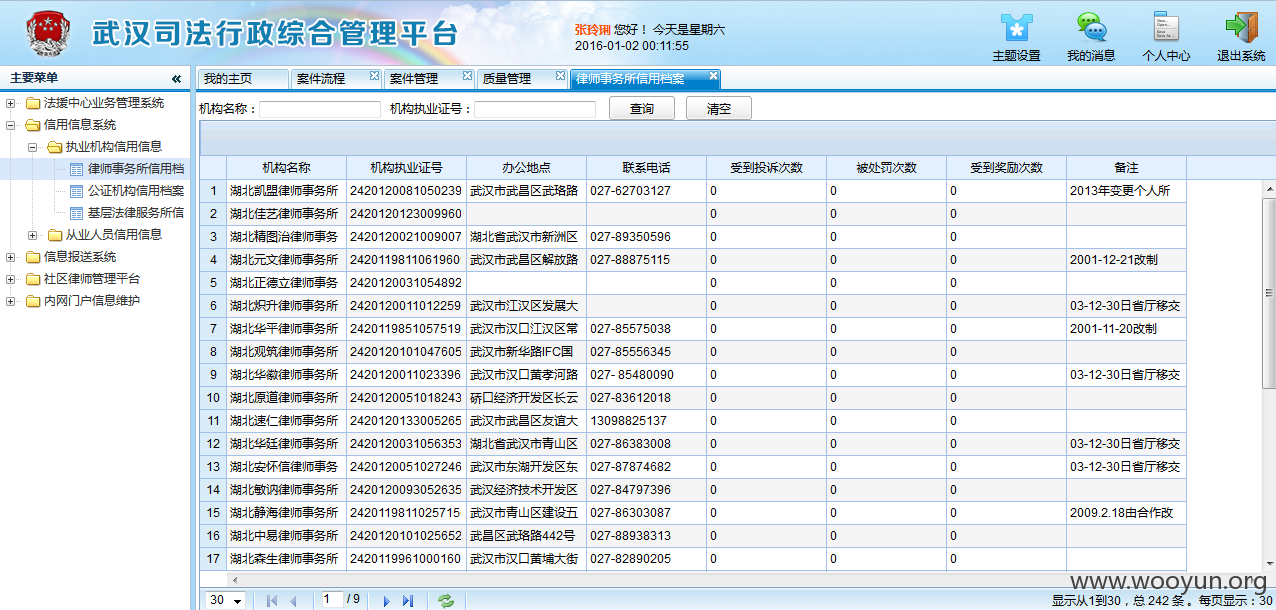 武汉司法行政综合管理平台
张玲琍 您好！ 今天是星期六
2016-01-02 00:11:55
主题设置 我的消息 个人中心 退出系统
主要菜单
我的主页 案件流程 案件管理 质量管理 律师事务所信用档案
法援中心业务管理系统
信用信息系统
执业机构信用信息
律师事务所信用档
公证机构信用档案
基层法律服务所信
从业人员信用信息
信息报送系统
社区律师管理平台
内网门户信息维护
机构名称： 机构执业证号： 查询 清空
机构名称 机构执业证号 办公地点 联系电话 受到投诉次数 被处罚次数 受到奖励次数 备注
1 湖北凯盟律师事务所 2420120081050239 武汉市武昌区武珞路 027-62703127 0 0 0 2013年变更个人所
2 湖北佳艺律师事务所 2420120123009960 0 0 0
3 湖北精图治律师事务 2420120021009007 湖北省武汉市新洲区 027-89350596 0 0 0
4 湖北元文律师事务所 2420119811061960 武汉市武昌区解放路 027-88875115 0 0 0 2001-12-21改制
5 湖北正德立律师事务 2420120031054892 0 0 0
6 湖北炽升律师事务所 2420120011012259 武汉市江汉区发展大 0 0 0 03-12-30日省厅移交
7 湖北华平律师事务所 2420119851057519 武汉市汉口江汉区常 027-85575038 0 0 0 2001-11-20改制
8 湖北观筑律师事务所 2420120101047605 武汉市新华路IFC国 027-85556345 0 0 0
9 湖北华徽律师事务所 2420120011023396 武汉市汉口黄孝河路 027- 85480090 0 0 0 03-12-30日省厅移交
10 湖北原道律师事务所 2420120051018243 硚口经济开发区长云 027-83612018 0 0 0
11 湖北速仁律师事务所 2420120133005265 武汉市武昌区友谊大 13098825137 0 0 0
12 湖北华廷律师事务所 2420120031056353 湖北省武汉市青山区 027-86383008 0 0 0 03-12-30日省厅移交
13 湖北安怀信律师事务 2420120051027246 武汉市东湖开发区东 027-87874682 0 0 0 03-12-30日省厅移交
14 湖北敏讷律师事务所 2420120093052635 武汉经济技术开发区 027-84797396 0 0 0
15 湖北静海律师事务所 2420119811025715 武汉市青山区建设五 027-86303087 0 0 0 2009.2.18由合作改
16 湖北中易律师事务所 2420120101025652 武昌区武珞路442号 027-88938313 0 0 0
17 湖北森生律师事务所 2420119961000160 武汉市汉口黄埔大街 027-82890205 0 0 0
www.wooyun.org
30 1 / 9 显示从1到30，总 242 条 。每页显示：30